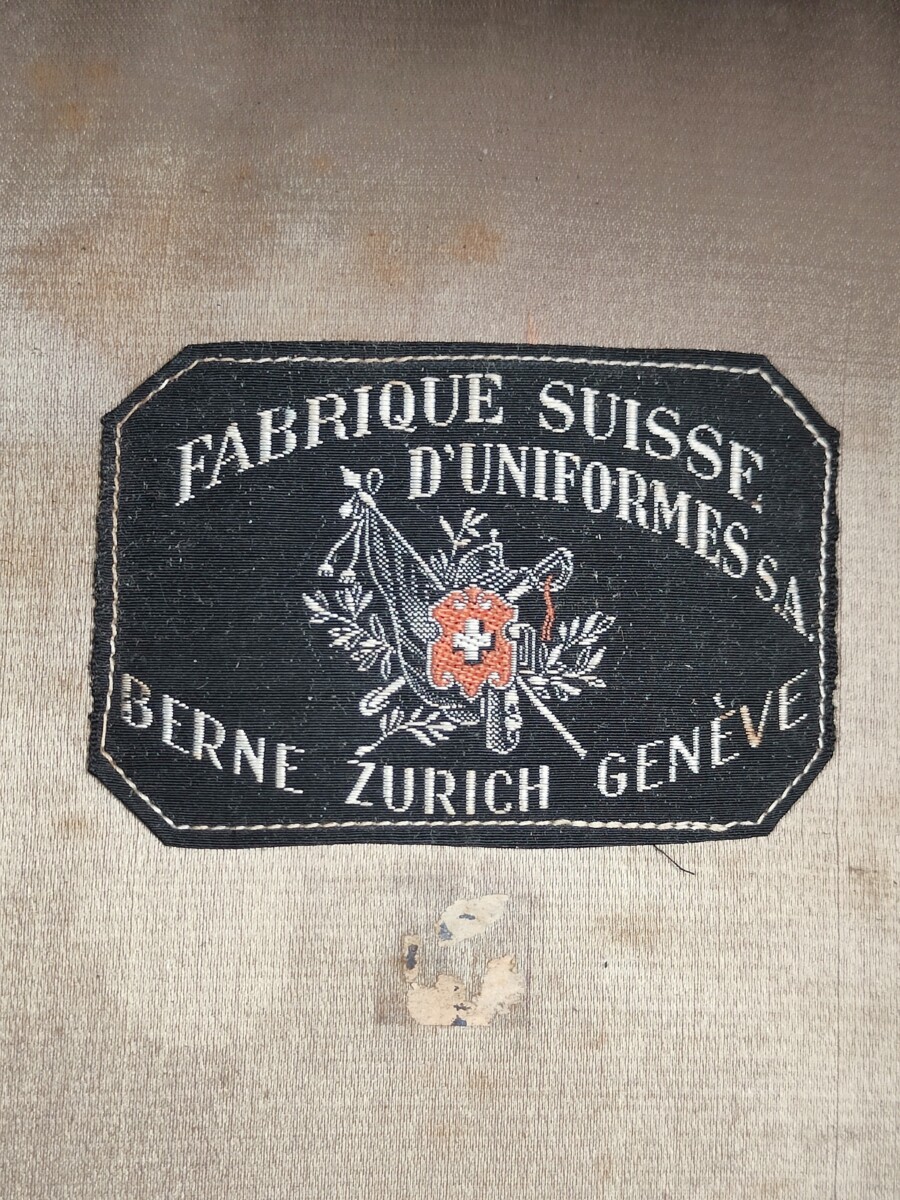 FABRIQUE SUISSE
D'UNIFORMES S.A.
BERNE ZURICH GENÈVE